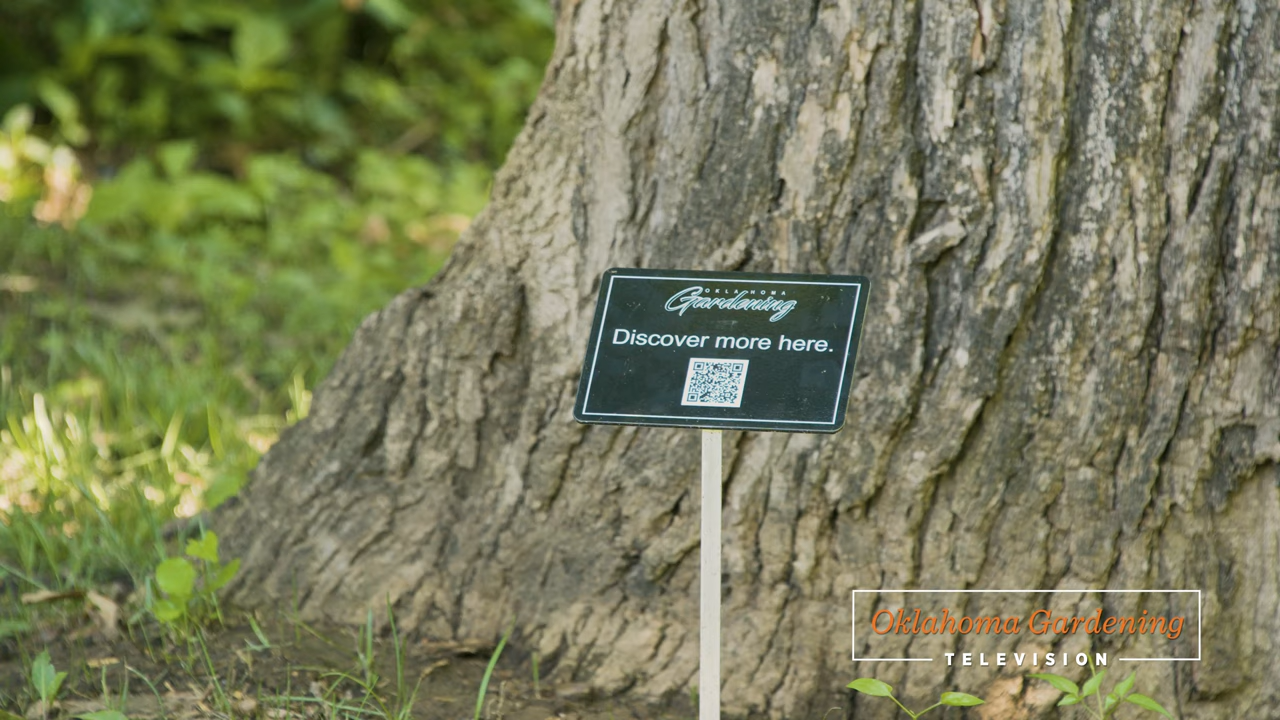 OKLAHOMA
Gardening
Discover more here.
Oklahoma Gardening
TELEVISION